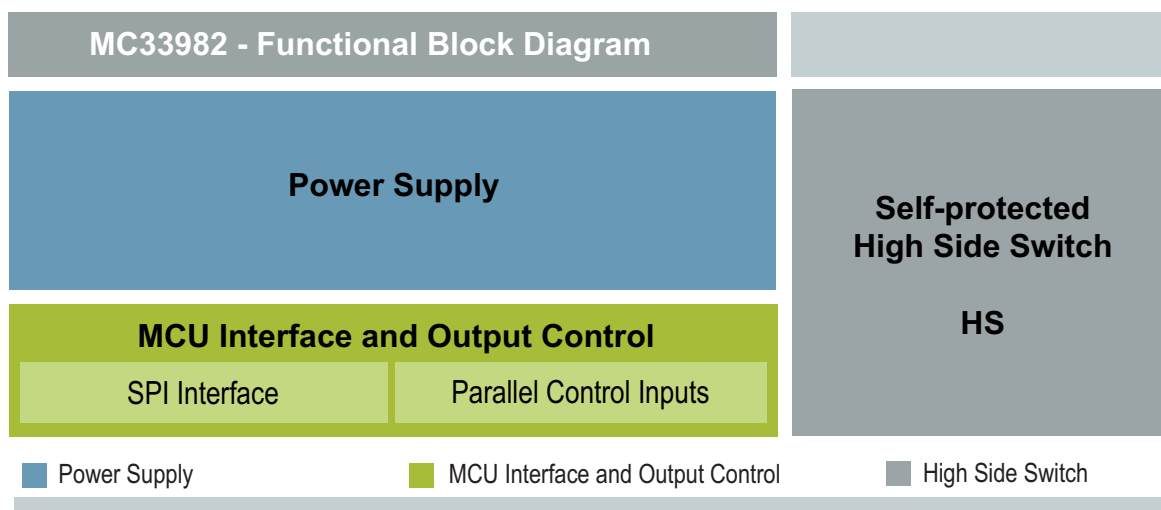 MC33982 - Functional Block Diagram
Power Supply
Self-protected
High Side Switch
HS
MCU Interface and Output Control
SPI Interface
Parallel Control Inputs
Power Supply
MCU Interface and Output Control
High Side Switch